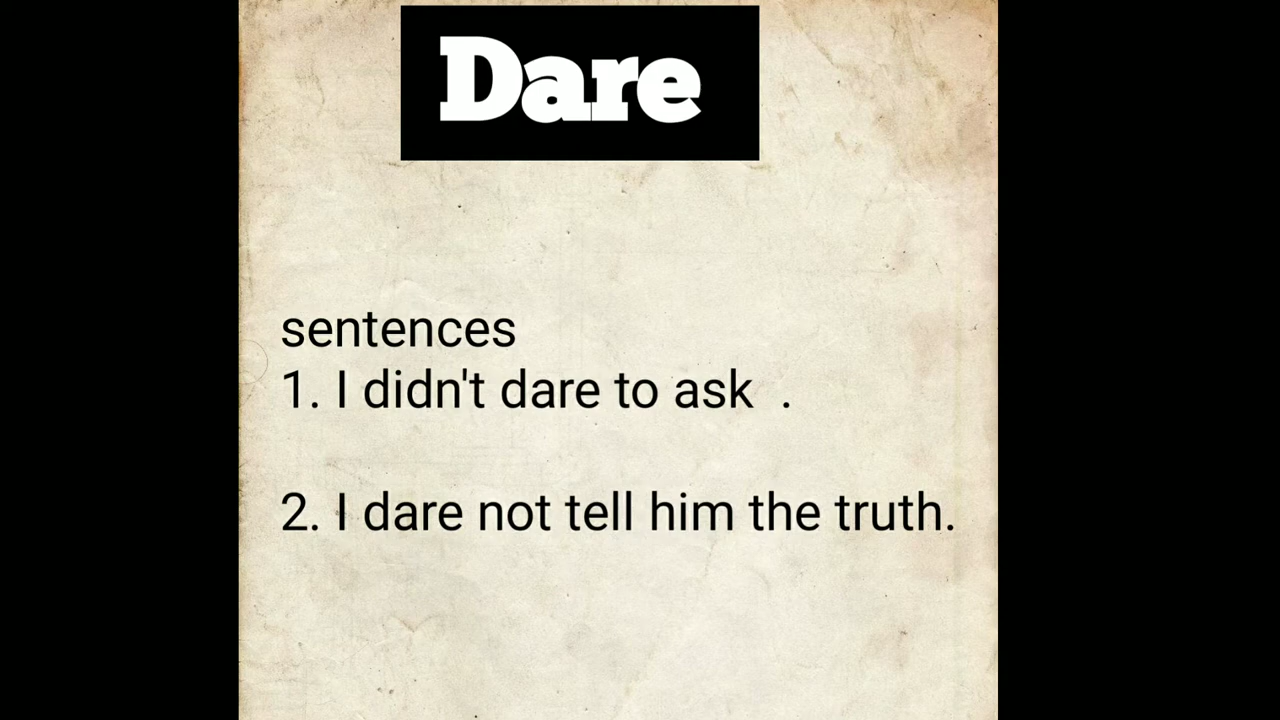 Dare
sentences
1. I didn't dare to ask  .
2. I dare not tell him the truth.